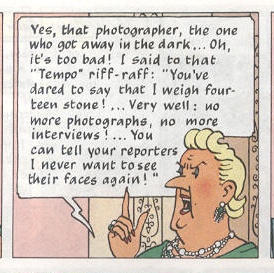 Yes, that photographer, the one
who got away in the dark... Oh,
it's too bad! I said to that
"Tempo" riff-raff: "You've
dared to say that I weigh four-
teen stone!... Very well: no
more photographs, no more
interviews!... You
can tell your reporters
I never want to see
their faces again!"